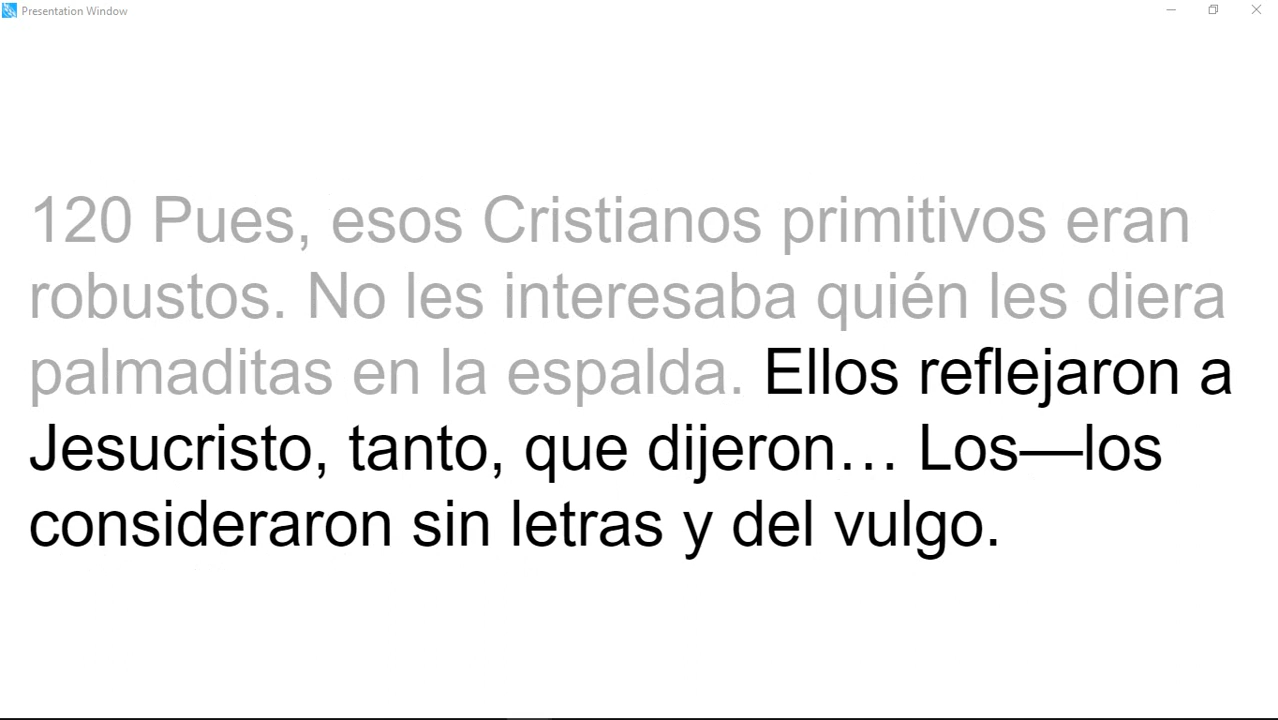 Presentation Window
120 Pues, esos Cristianos primitivos eran
robustos. No les interesaba quién les diera
palmaditas en la espalda. Ellos reflejaron a
Jesucristo, tanto, que dijeron… Los—los
consideraron sin letras y del vulgo.